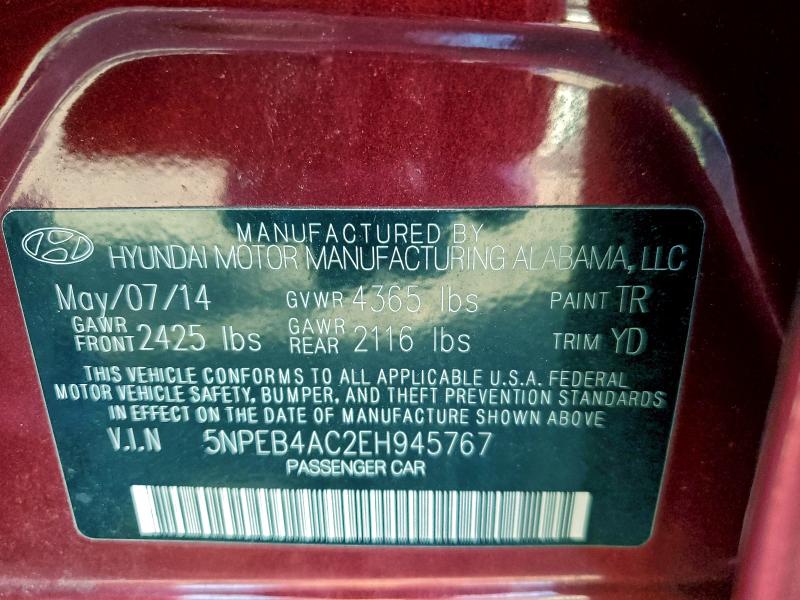 MANUFACTURED BY
HYUNDAI MOTOR MANUFACTURING ALABAMA, LLC
May/07/14 GVWR 4365 lbs PAINT TR
GAWR FRONT 2425 lbs GAWR REAR 2116 lbs TRIM YD
THIS VEHICLE CONFORMS TO ALL APPLICABLE U.S.A. FEDERAL
MOTOR VEHICLE SAFETY, BUMPER, AND THEFT PREVENTION STANDARDS
IN EFFECT ON THE DATE OF MANUFACTURE SHOWN ABOVE
V.I.N 5NPEB4AC2EH945767
PASSENGER CAR